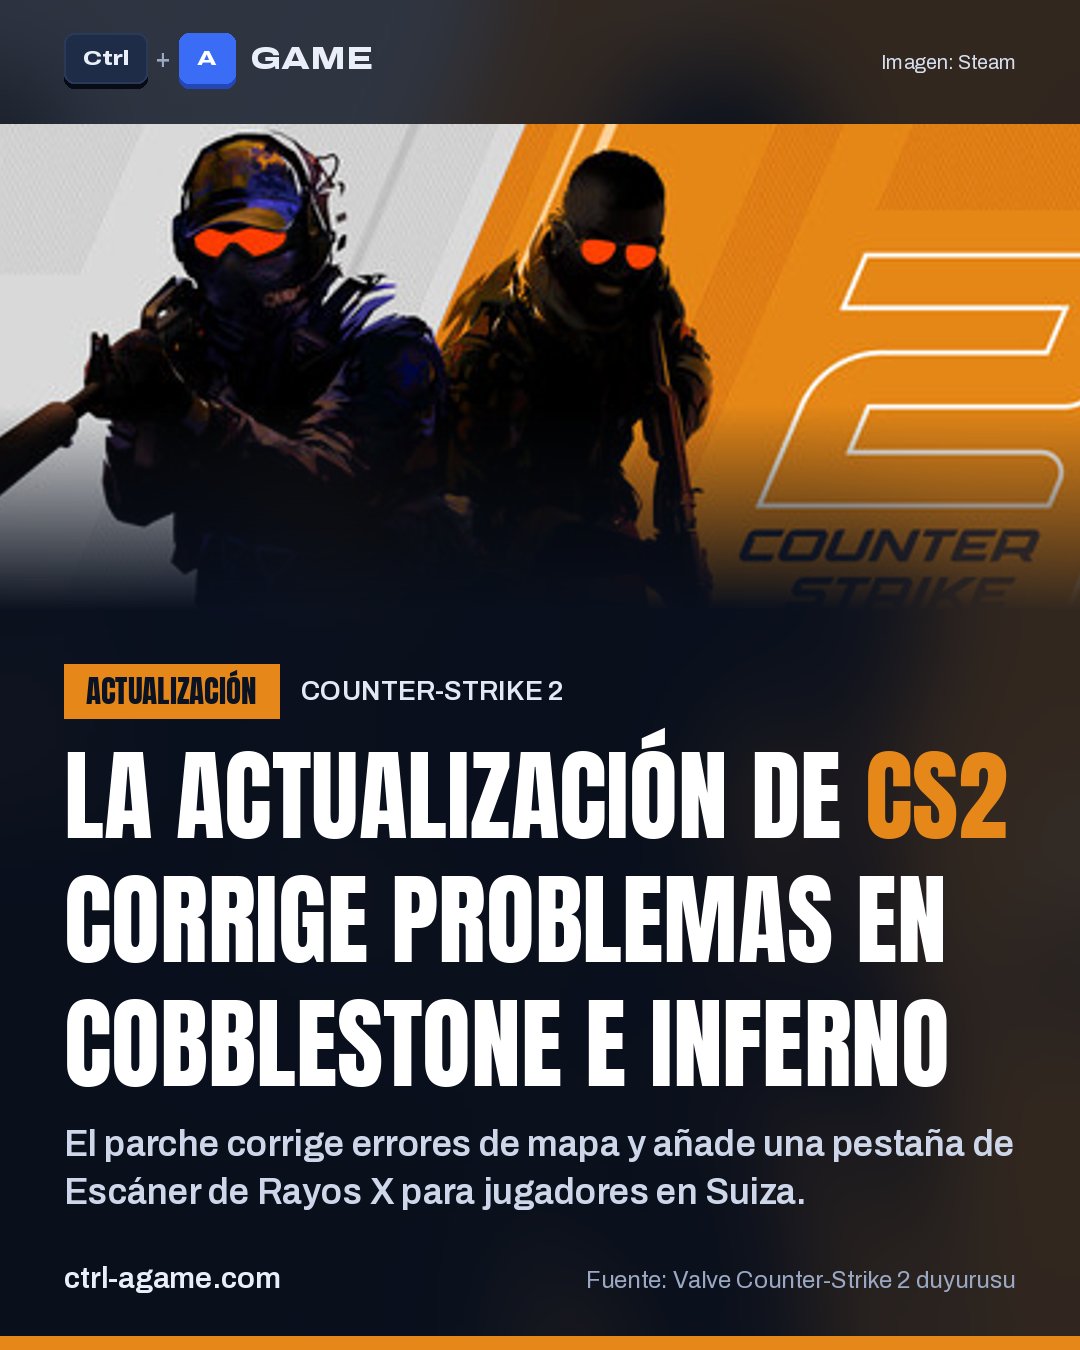 Ctrl + A GAME
Imagen: Steam
2
COUNTER
STRIKE
ACTUALIZACIÓN COUNTER-STRIKE 2
LA ACTUALIZACIÓN DE CS2
CORRIGE PROBLEMAS EN
COBBLESTONE E INFERNO
El parche corrige errores de mapa y añade una pestaña de
Escáner de Rayos X para jugadores en Suiza.
ctrl-agame.com
Fuente: Valve Counter-Strike 2 duyurusu